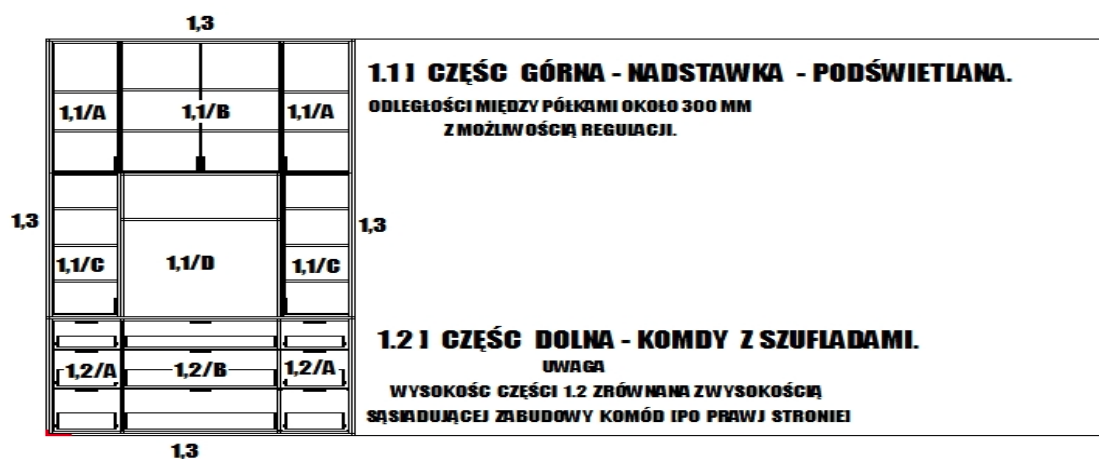 1,3
1.1] CZĘŚC GÓRNA - NADSTAWKA - PODŚWIETLANA.
ODLEGŁOŚCI MIĘDZY PÓŁKAMI OKOŁO 300 MM
Z MOŻLIWOŚCIĄ REGULACJI.
1,1/A
1,1/B
1,1/A
1,3
1,3
1,1/C
1,1/D
1,1/C
1.2 ] CZĘŚC DOLNA - KOMDY Z SZUFLADAMI.
UWAGA
1,2/A
1,2/B
1,2/A
WYSOKOŚC CZĘŚCI 1.2 ZRÓWNANA Z WYSOKOŚCIĄ
SĄSIADUJĄCEJ ZABUDOWY KOMÓD [PO PRAWJ STRONIE]
1,3